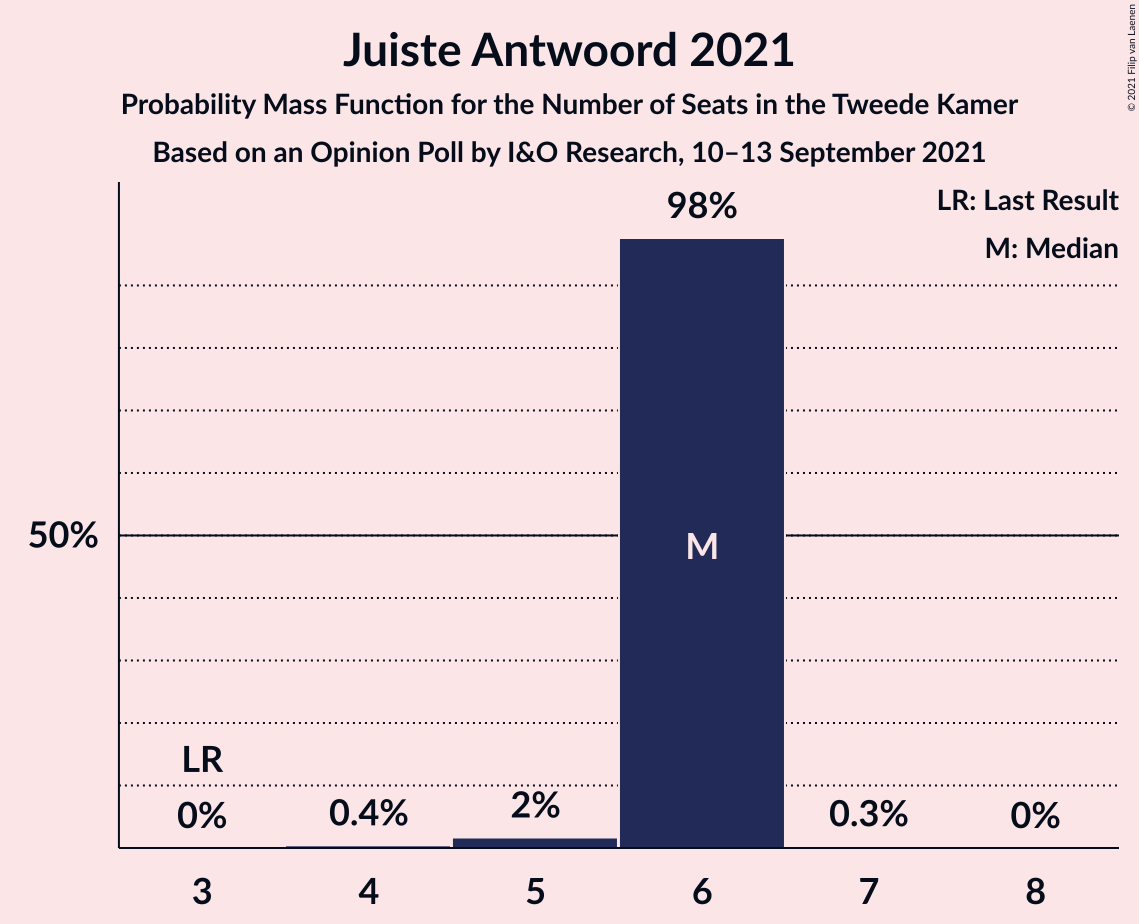 Juiste Antwoord 2021
Probability Mass Function for the Number of Seats in the Tweede Kamer
Based on an Opinion Poll by I&O Research, 10–13 September 2021
© 2021 Filip van Laenen
LR: Last Result
M: Median
98%
50%
M
LR
0%
0.4%
2%
0.3%
0%
3
4
5
6
7
8